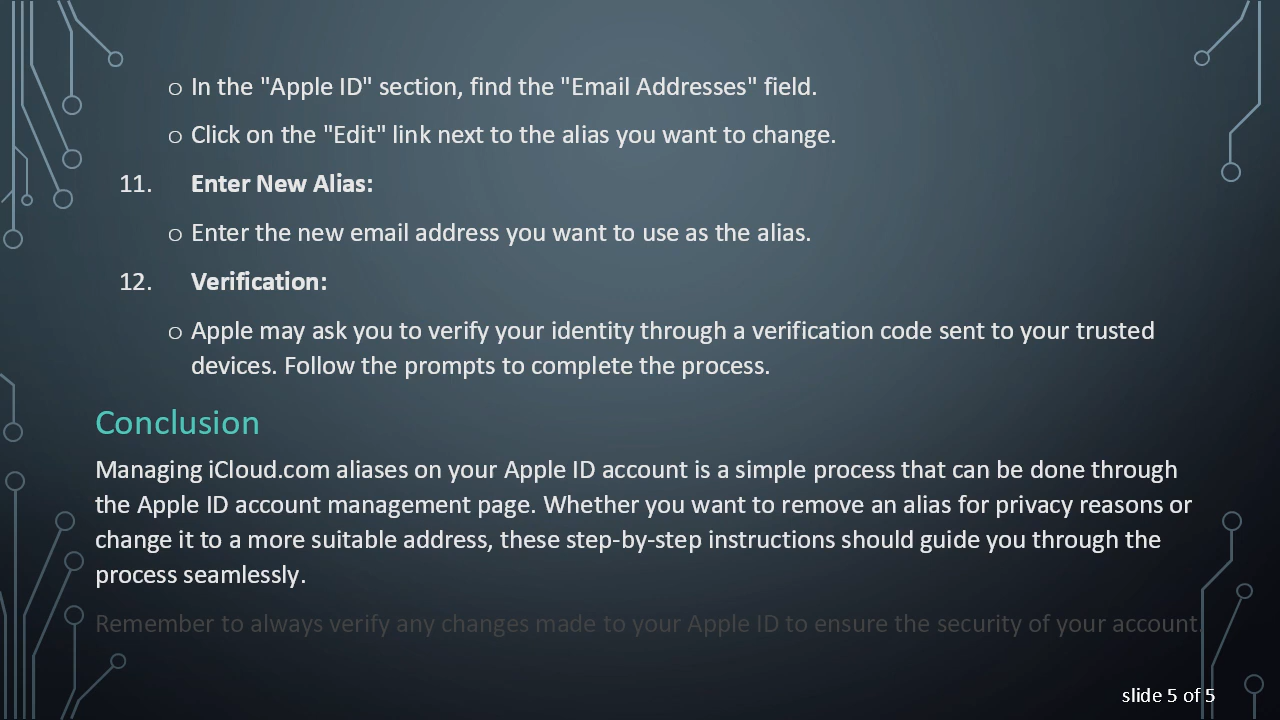 o In the "Apple ID" section, find the "Email Addresses" field.
o Click on the "Edit" link next to the alias you want to change.
11. Enter New Alias:
o Enter the new email address you want to use as the alias.
12. Verification:
o Apple may ask you to verify your identity through a verification code sent to your trusted
devices. Follow the prompts to complete the process.
Conclusion
Managing iCloud.com aliases on your Apple ID account is a simple process that can be done through
the Apple ID account management page. Whether you want to remove an alias for privacy reasons or
change it to a more suitable address, these step-by-step instructions should guide you through the
process seamlessly.
Remember to always verify any changes made to your Apple ID to ensure the security of your account.
slide 5 of 5